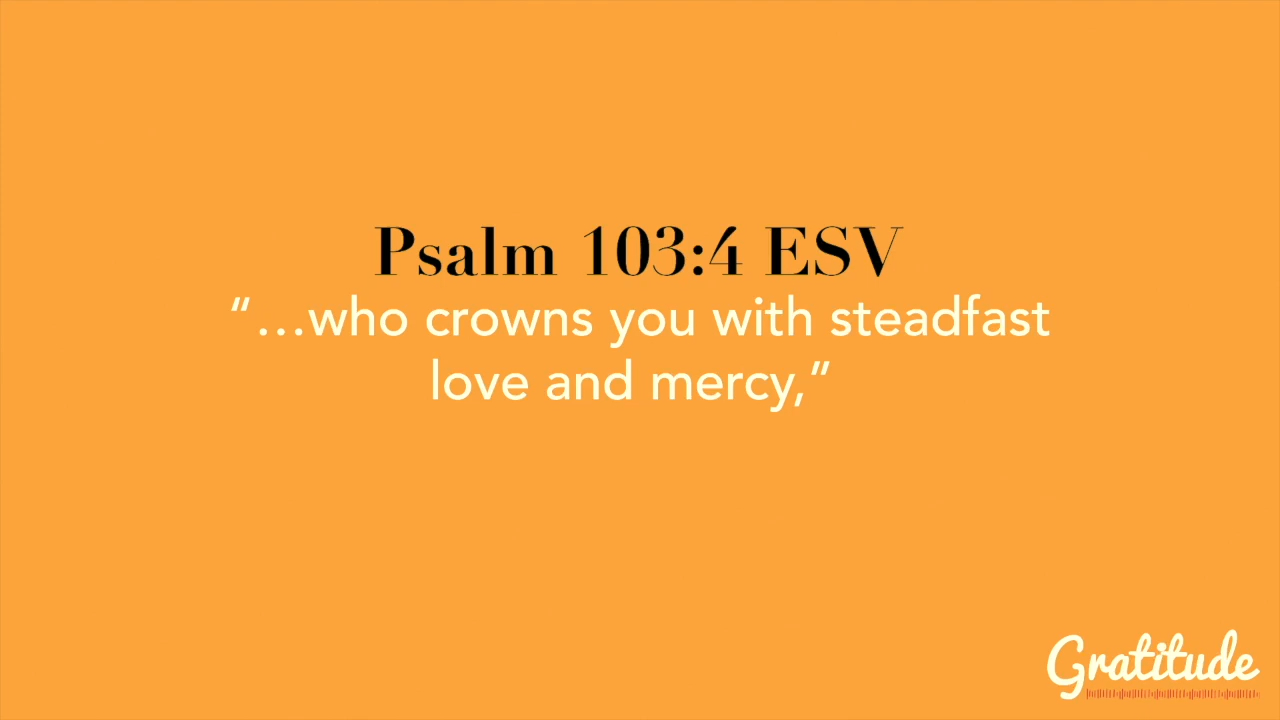 Psalm 103:4 ESV
“…who crowns you with steadfast
love and mercy,”
Gratitude